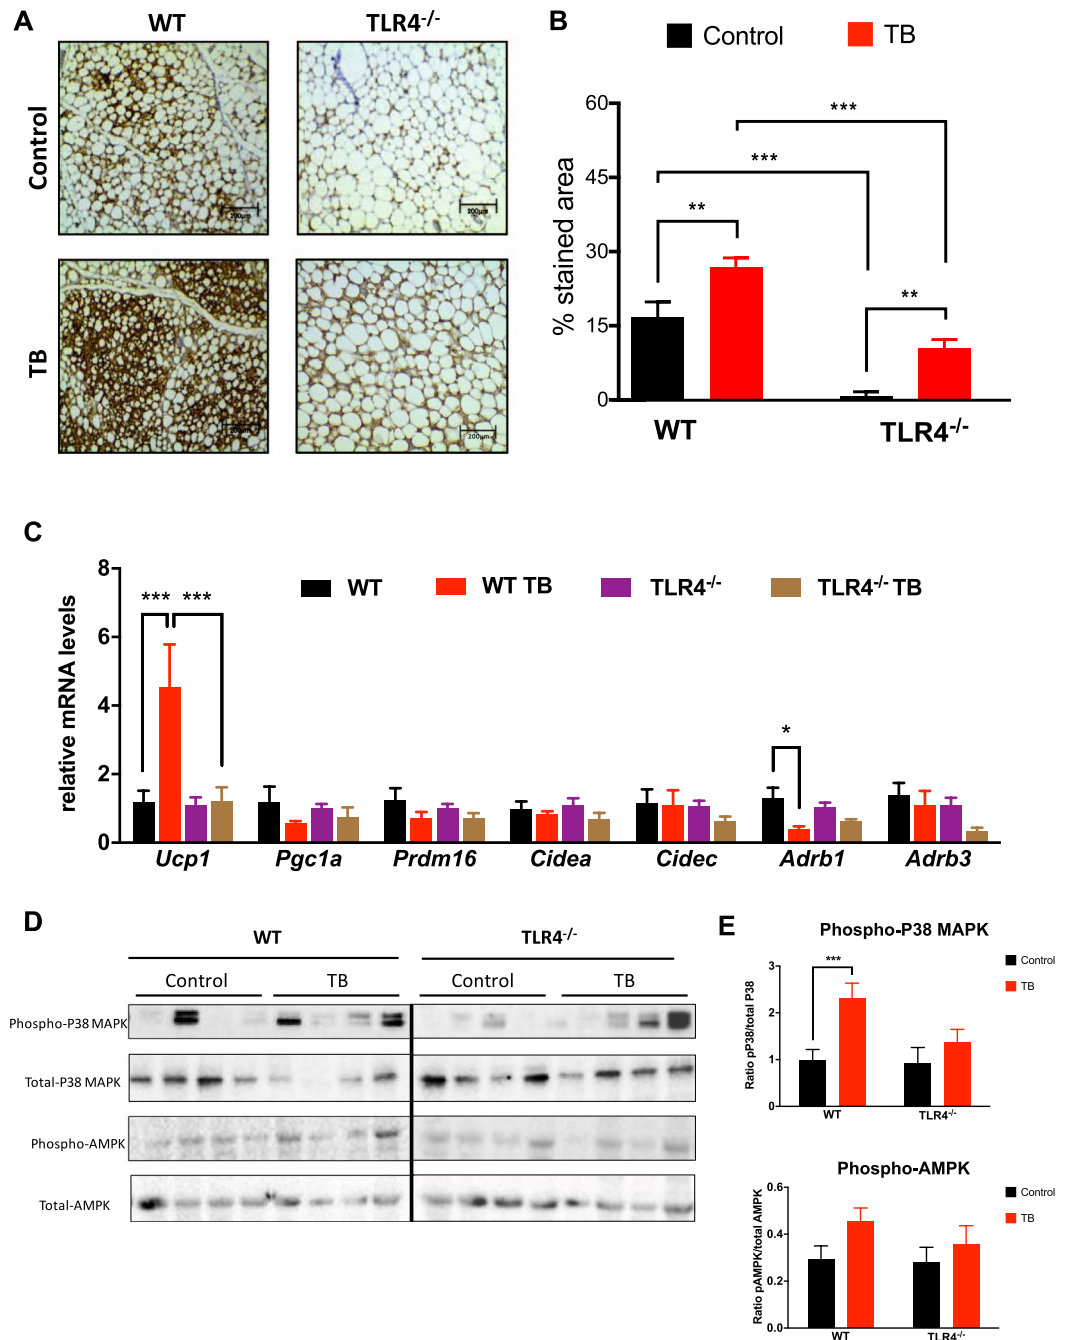 A
WT
TLR4-/-
Control
200µm
200µm
TB
200µm
200µm
B
Control
TB
% stained area
60
45
30
15
0
***
***
**
**
WT
TLR4-/-
C
relative mRNA levels
8
6
4
2
0
WT
WT TB
TLR4-/-
TLR4-/- TB
***
***
*
Ucp1
Pgc1a
Prdm16
Cidea
Cidec
Adrb1
Adrb3
D
WT
TLR4-/-
Control
TB
Control
TB
Phospho-P38 MAPK
Total-P38 MAPK
Phospho-AMPK
Total-AMPK
E
Phospho-P38 MAPK
Control
TB
Ratio pP38/total P38
3
2
1
0
***
WT
TLR4-/-
Phospho-AMPK
Control
TB
Ratio pAMPK/total AMPK
0.6
0.4
0.2
0.0
WT
TLR4-/-